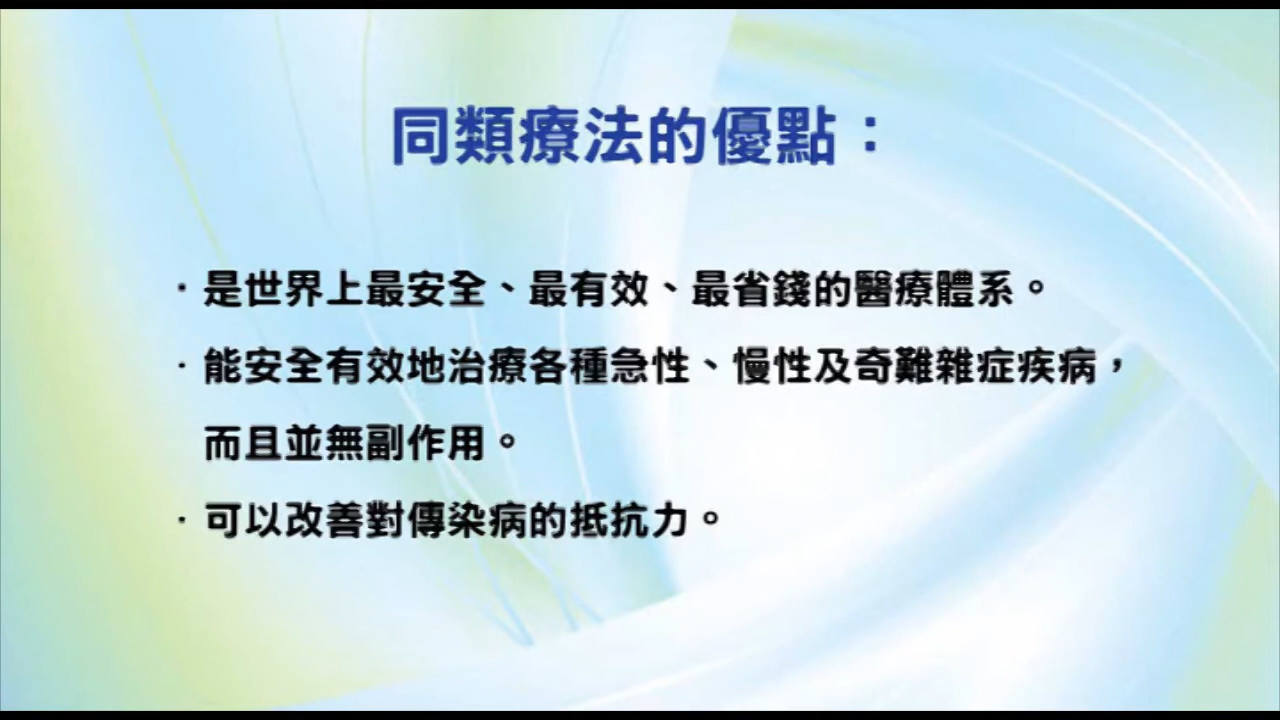 同類療法的優點：
·是世界上最安全、最有效、最省錢的醫療體系。
·能安全有效地治療各種急性、慢性及奇難雜症疾病，
而且並無副作用。
·可以改善對傳染病的抵抗力。